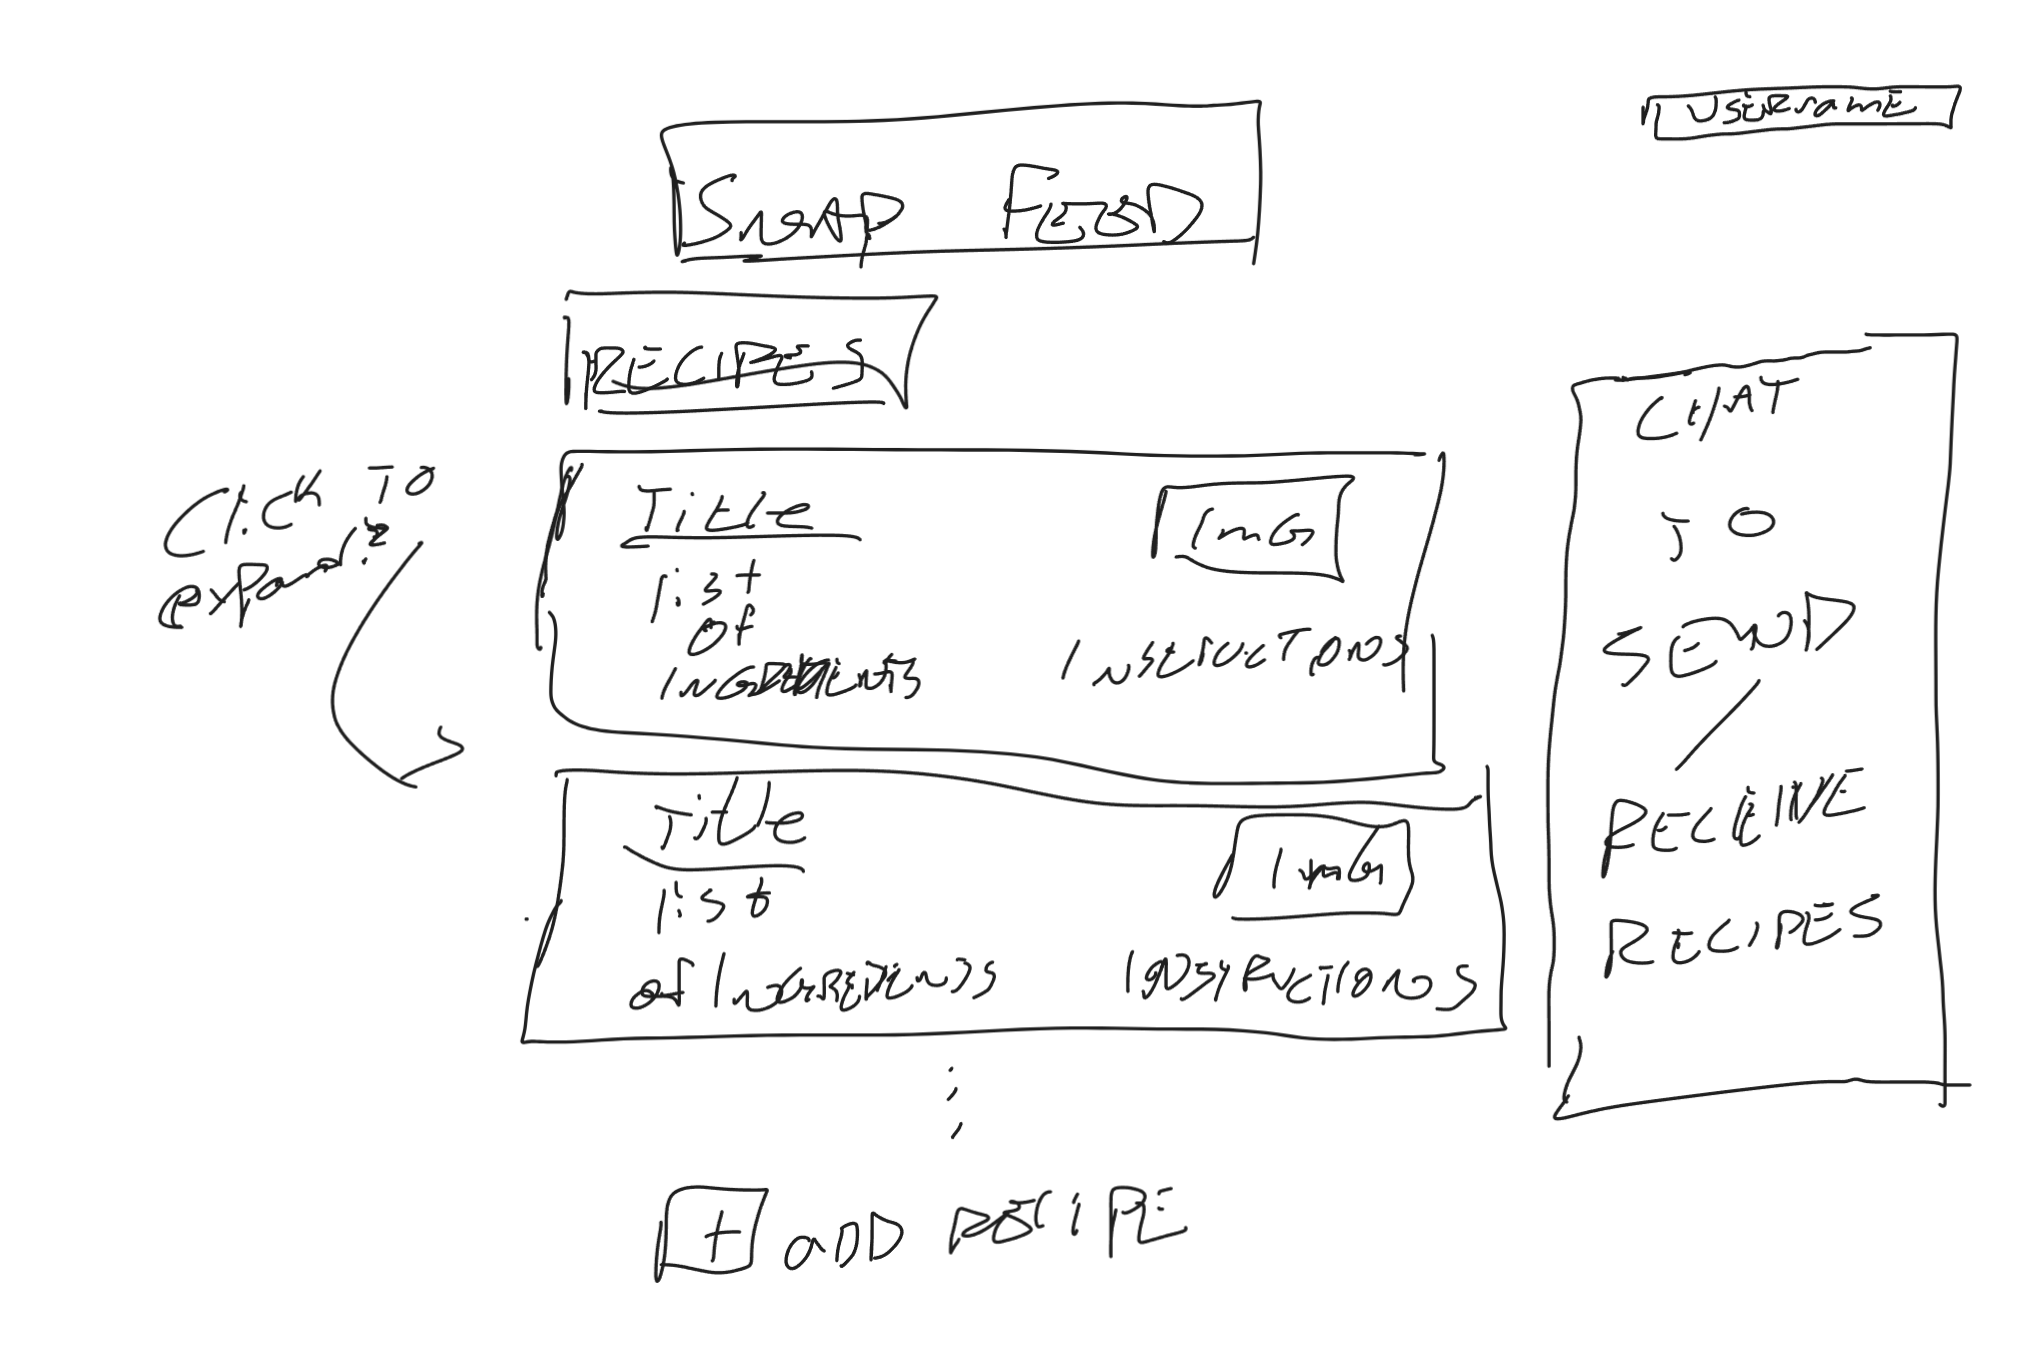 USERname
SwAP FOOD
RECIPES
Click TO
expand?
Title
IMG
list
of
INGREDIENTS
INSTRUCTIONS
Title
IMG
list
of INGREDIENTS
INSTRUCTIONS
+ aDD RECIPE
CHAT
TO
SEND
/
RECEIVE
RECIPES